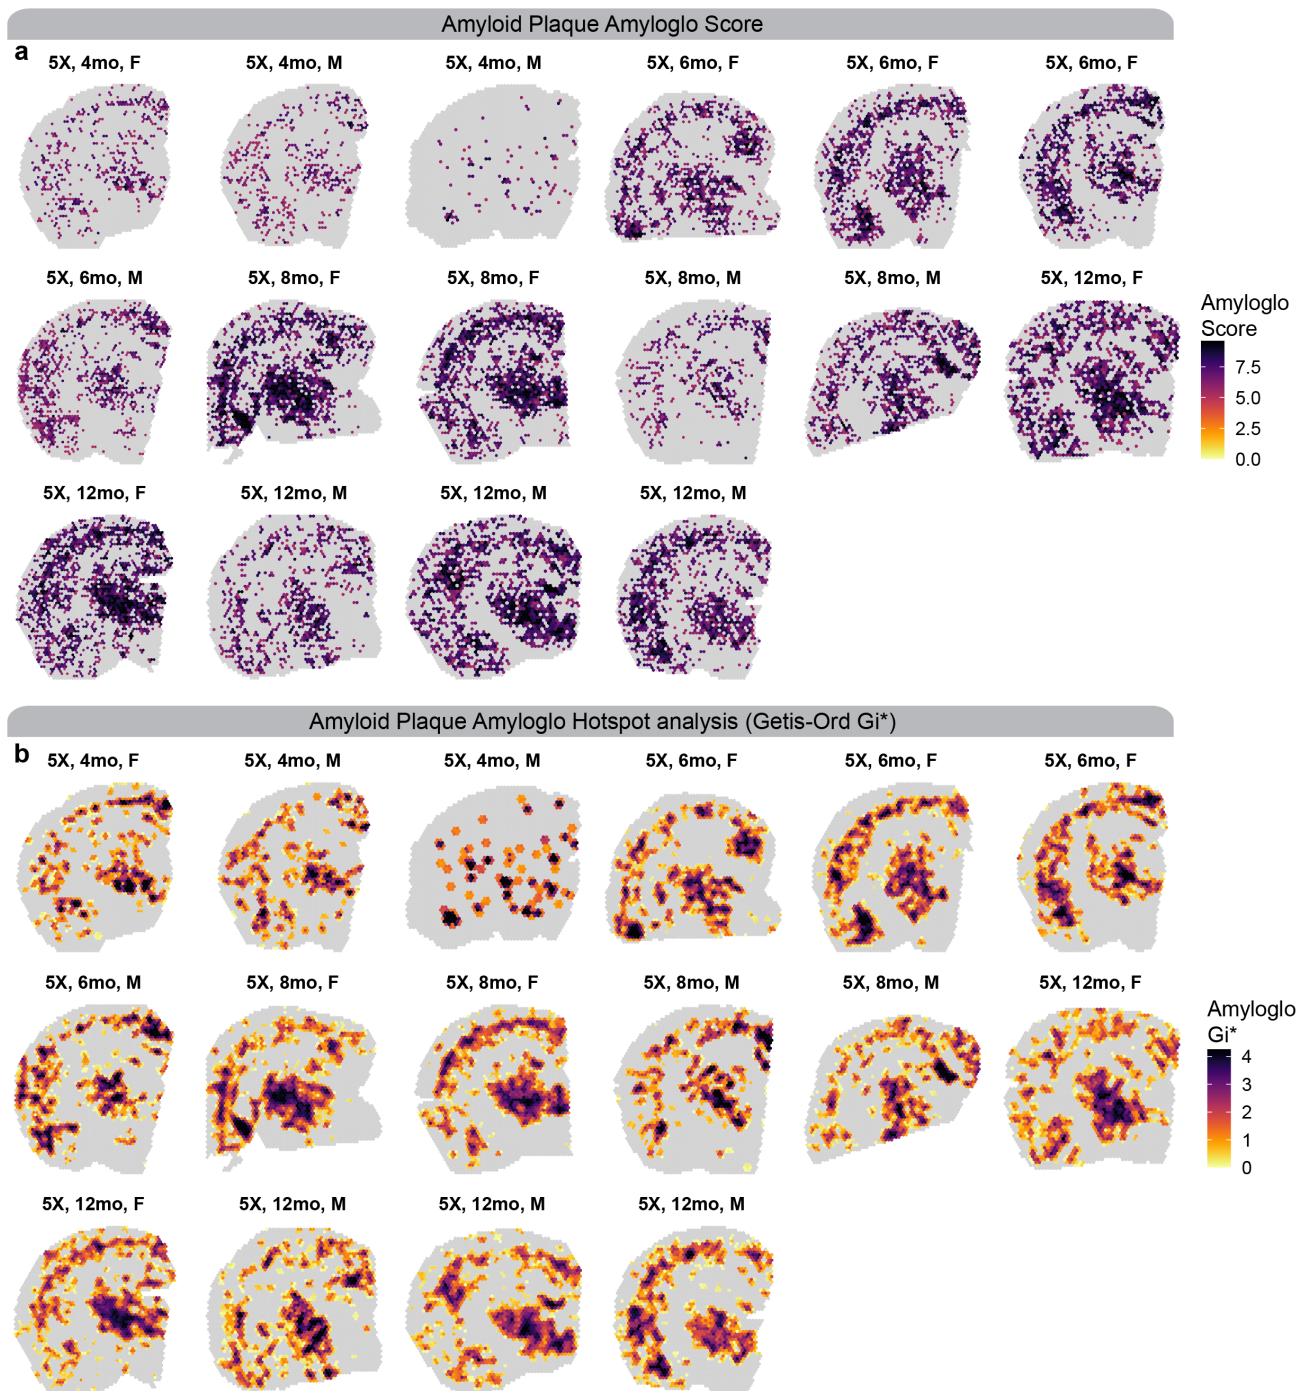 Amyloid Plaque Amyloglo Score
a
5X, 4mo, F
5X, 4mo, M
5X, 4mo, M
5X, 6mo, F
5X, 6mo, F
5X, 6mo, F
5X, 6mo, M
5X, 8mo, F
5X, 8mo, F
5X, 8mo, M
5X, 8mo, M
5X, 12mo, F
Amyloglo
Score
7.5
5.0
2.5
0.0
5X, 12mo, F
5X, 12mo, M
5X, 12mo, M
5X, 12mo, M
Amyloid Plaque Amyloglo Hotspot analysis (Getis-Ord Gi*)
b
5X, 4mo, F
5X, 4mo, M
5X, 4mo, M
5X, 6mo, F
5X, 6mo, F
5X, 6mo, F
5X, 6mo, M
5X, 8mo, F
5X, 8mo, F
5X, 8mo, M
5X, 8mo, M
5X, 12mo, F
Amyloglo
Gi*
4
3
2
1
0
5X, 12mo, F
5X, 12mo, M
5X, 12mo, M
5X, 12mo, M